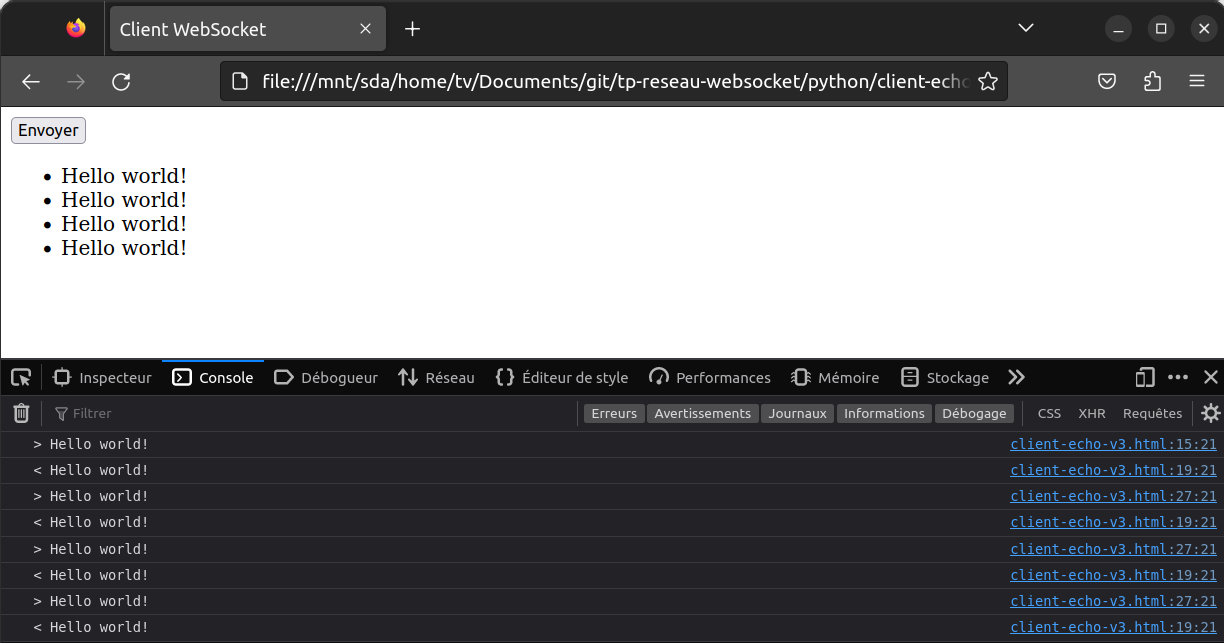 Client WebSocket
file:///mnt/sda/home/tv/Documents/git/tp-reseau-websocket/python/client-echo
Envoyer
• Hello world!
• Hello world!
• Hello world!
• Hello world!
Inspecteur Console Débogueur Réseau Éditeur de style Performances Mémoire Stockage
Filtrer Erreurs Avertissements Journaux Informations Débogage CSS XHR Requêtes
> Hello world! client-echo-v3.html:15:21
< Hello world! client-echo-v3.html:19:21
> Hello world! client-echo-v3.html:27:21
< Hello world! client-echo-v3.html:19:21
> Hello world! client-echo-v3.html:27:21
< Hello world! client-echo-v3.html:19:21
> Hello world! client-echo-v3.html:27:21
< Hello world! client-echo-v3.html:19:21